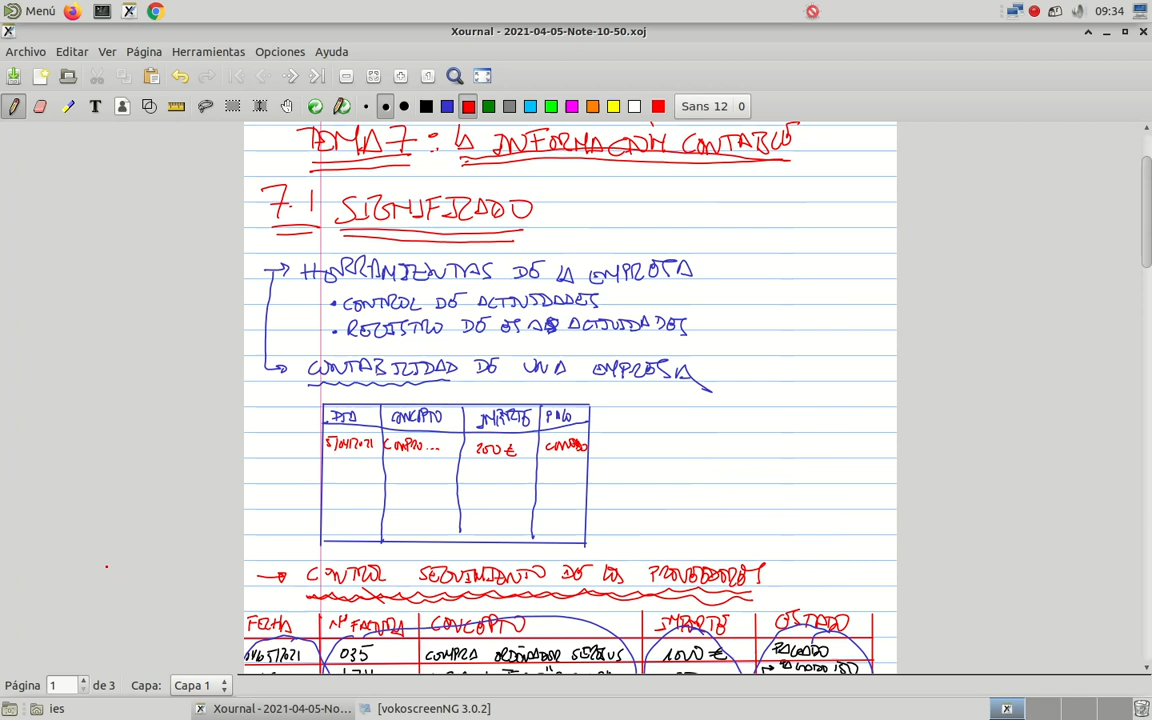 Menú 09:34
Xournal - 2021-04-05-Note-10-50.xoj
Archivo Editar Ver Página Herramientas Opciones Ayuda
T Sans 12 0
TEMA 7 : LA INFORMACIÓN CONTABLE
7.1 SIGNIFICADO
→ HERRAMIENTAS DE LA EMPRESA
• CONTROL DE ACTIVIDADES
• REGISTRO DE ESAS ACTIVIDADES
→ CONTABILIDAD DE UNA EMPRESA
CONCEPTO IMPORTE PAGO
5/04/2021 COMPRA... 200 € CONTADO
→ CONTROL SEGUIMIENTO DE LOS PROVEEDORES
FECHA Nº FACTURA CONCEPTO IMPORTE ESTADO
035 COMPRA ORDENADOR 1000 € PAGADO
Página 1 de 3 Capa: Capa 1
ies Xournal - 2021-04-05-No... [vokoscreenNG 3.0.2]